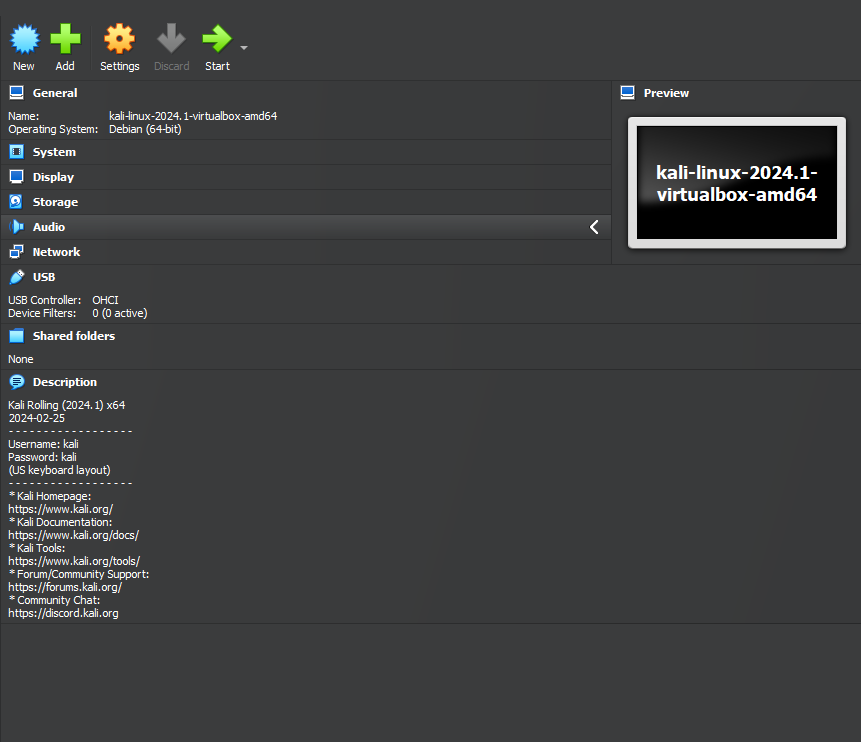 New Add Settings Discard Start
General
Name: kali-linux-2024.1-virtualbox-amd64
Operating System: Debian (64-bit)
System
Display
Storage
Audio
Network
Preview
kali-linux-2024.1-
virtualbox-amd64
USB
USB Controller: OHCI
Device Filters: 0 (0 active)
Shared folders
None
Description
Kali Rolling (2024.1) x64
2024-02-25
- - - - - - - - - - - - - - - - - -
Username: kali
Password: kali
(US keyboard layout)
- - - - - - - - - - - - - - - - - -
* Kali Homepage:
https://www.kali.org/
* Kali Documentation:
https://www.kali.org/docs/
* Kali Tools:
https://www.kali.org/tools/
* Forum/Community Support:
https://forums.kali.org/
* Community Chat:
https://discord.kali.org